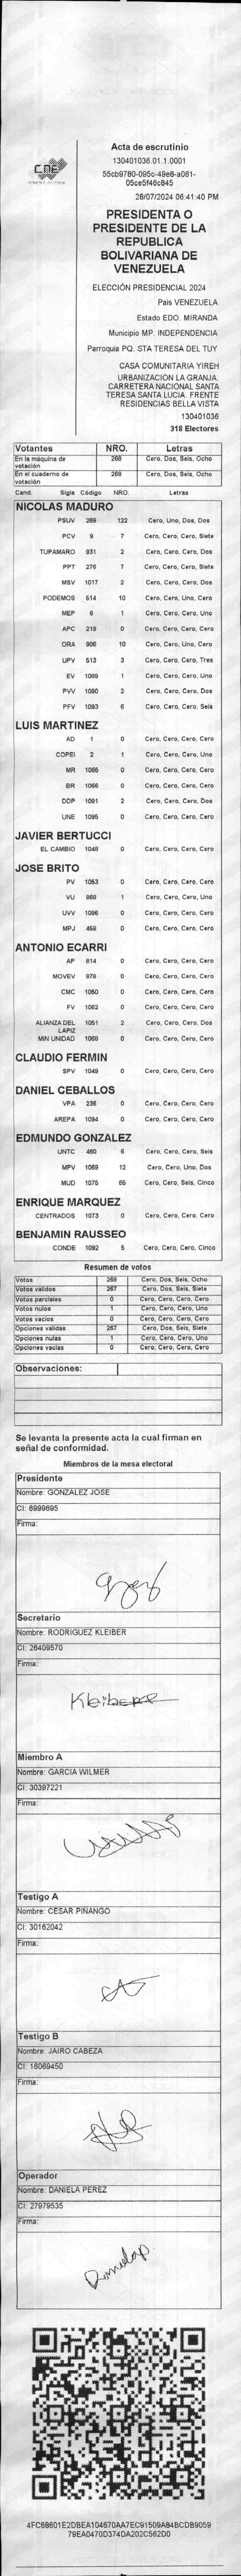 CNE
Acta de escrutinio
130401036.01.1.0001
55cb9780-095c-49e8-a061-
05ce5f46c845
28/07/2024 06:41:40 PM
PRESIDENTA O
PRESIDENTE DE LA
REPUBLICA
BOLIVARIANA DE
VENEZUELA
ELECCIÓN PRESIDENCIAL 2024
Pais VENEZUELA
Estado EDO. MIRANDA
Municipio MP. INDEPENDENCIA
Parroquia PQ. STA TERESA DEL TUY
CASA COMUNITARIA YIREH
URBANIZACION LA GRANJA.
CARRETERA NACIONAL SANTA
TERESA SANTA LUCIA. FRENTE
RESIDENCIAS BELLA VISTA
130401036
318 Electores
Votantes NRO. Letras
En la máquina de votación 268 Cero, Dos, Seis, Ocho
En el cuaderno de votación 268 Cero, Dos, Seis, Ocho
Cand. Sigla Código NRO. Letras
NICOLAS MADURO
PSUV 269 122 Cero, Uno, Dos, Dos
PCV 9 7 Cero, Cero, Cero, Siete
TUPAMARO 931 2 Cero, Cero, Cero, Dos
PPT 276 7 Cero, Cero, Cero, Siete
MSV 1017 2 Cero, Cero, Cero, Dos
PODEMOS 514 10 Cero, Cero, Uno, Cero
MEP 6 1 Cero, Cero, Cero, Uno
APC 219 0 Cero, Cero, Cero, Cero
ORA 906 10 Cero, Cero, Uno, Cero
UPV 513 3 Cero, Cero, Cero, Tres
EV 1089 1 Cero, Cero, Cero, Uno
PVV 1090 2 Cero, Cero, Cero, Dos
PFV 1093 6 Cero, Cero, Cero, Seis
LUIS MARTINEZ
AD 1 0 Cero, Cero, Cero, Cero
COPEI 2 1 Cero, Cero, Cero, Uno
MR 1065 0 Cero, Cero, Cero, Cero
BR 1066 0 Cero, Cero, Cero, Cero
DDP 1091 2 Cero, Cero, Cero, Dos
UNE 1095 0 Cero, Cero, Cero, Cero
JAVIER BERTUCCI
EL CAMBIO 1048 0 Cero, Cero, Cero, Cero
JOSE BRITO
PV 1053 0 Cero, Cero, Cero, Cero
VU 868 1 Cero, Cero, Cero, Uno
UVV 1096 0 Cero, Cero, Cero, Cero
MPJ 458 0 Cero, Cero, Cero, Cero
ANTONIO ECARRI
AP 814 0 Cero, Cero, Cero, Cero
MOVEV 878 0 Cero, Cero, Cero, Cero
CMC 1050 0 Cero, Cero, Cero, Cero
FV 1062 0 Cero, Cero, Cero, Cero
ALIANZA DEL LAPIZ 1051 2 Cero, Cero, Cero, Dos
MIN UNIDAD 1068 0 Cero, Cero, Cero, Cero
CLAUDIO FERMIN
SPV 1049 0 Cero, Cero, Cero, Cero
DANIEL CEBALLOS
VPA 236 0 Cero, Cero, Cero, Cero
AREPA 1094 0 Cero, Cero, Cero, Cero
EDMUNDO GONZALEZ
UNTC 460 6 Cero, Cero, Cero, Seis
MPV 1069 12 Cero, Cero, Uno, Dos
MUD 1075 65 Cero, Cero, Seis, Cinco
ENRIQUE MARQUEZ
CENTRADOS 1073 0 Cero, Cero, Cero, Cero
BENJAMIN RAUSSEO
CONDE 1092 5 Cero, Cero, Cero, Cinco
Resumen de votos
Votos 268 Cero, Dos, Seis, Ocho
Votos validos 267 Cero, Dos, Seis, Siete
Votos parciales 0 Cero, Cero, Cero, Cero
Votos nulos 1 Cero, Cero, Cero, Uno
Votos vacios 0 Cero, Cero, Cero, Cero
Opciones validas 267 Cero, Dos, Seis, Siete
Opciones nulas 1 Cero, Cero, Cero, Uno
Opciones vacias 0 Cero, Cero, Cero, Cero
Observaciones:
Se levanta la presente acta la cual firman en
señal de conformidad.
Miembros de la mesa electoral
Presidente
Nombre: GONZALEZ JOSE
CI: 6999695
Firma:
Secretario
Nombre: RODRIGUEZ KLEIBER
CI: 26409570
Firma:
Kleiber
Miembro A
Nombre: GARCIA WILMER
CI: 30397221
Firma:
Testigo A
Nombre: CESAR PIÑANGO
CI: 30162042
Firma:
Testigo B
Nombre: JAIRO CABEZA
CI: 16069450
Firma:
Operador
Nombre: DANIELA PEREZ
CI: 27979535
Firma:
Danielap
4FC68601E2DBEA104670AA7EC91509A84BCDB9059
79EA0470D374DA202C562D0